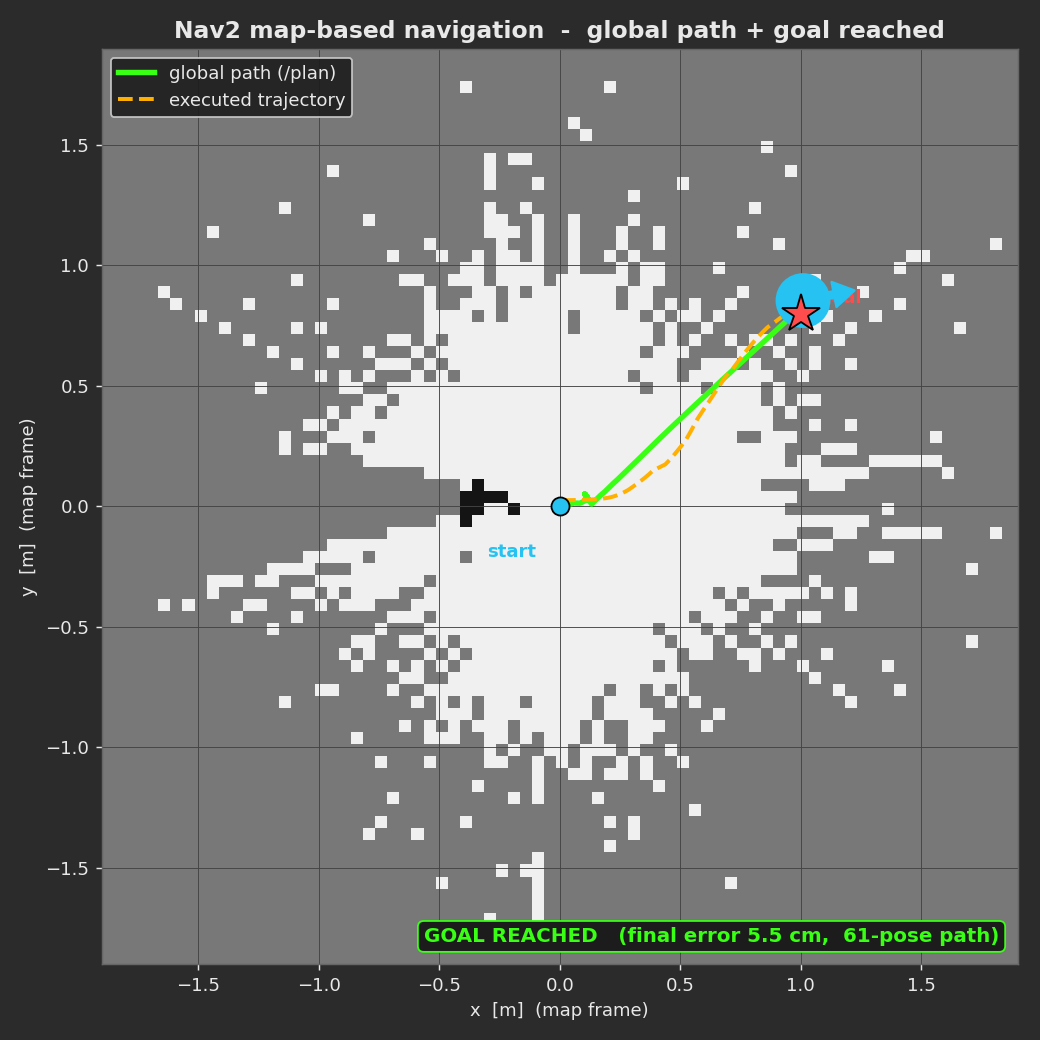 Nav2 map-based navigation - global path + goal reached
global path (/plan)
executed trajectory
1.5
1.0
0.5
0.0
−0.5
−1.0
−1.5
y [m] (map frame)
start
GOAL REACHED (final error 5.5 cm, 61-pose path)
−1.5 −1.0 −0.5 0.0 0.5 1.0 1.5
x [m] (map frame)